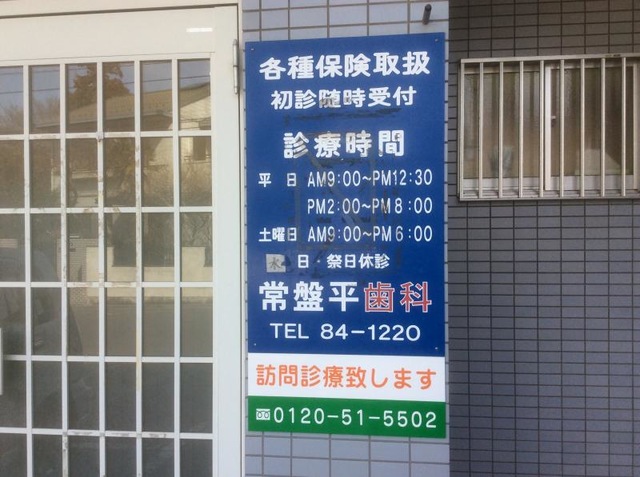 各種保険取扱
初診随時受付
診療時間
平 日 AM9:00~PM12:30
PM2:00~PM8:00
土曜日 AM9:00~PM6:00
木 日・祭日休診
常盤平歯科
TEL 84-1220
訪問診療致します
0120-51-5502